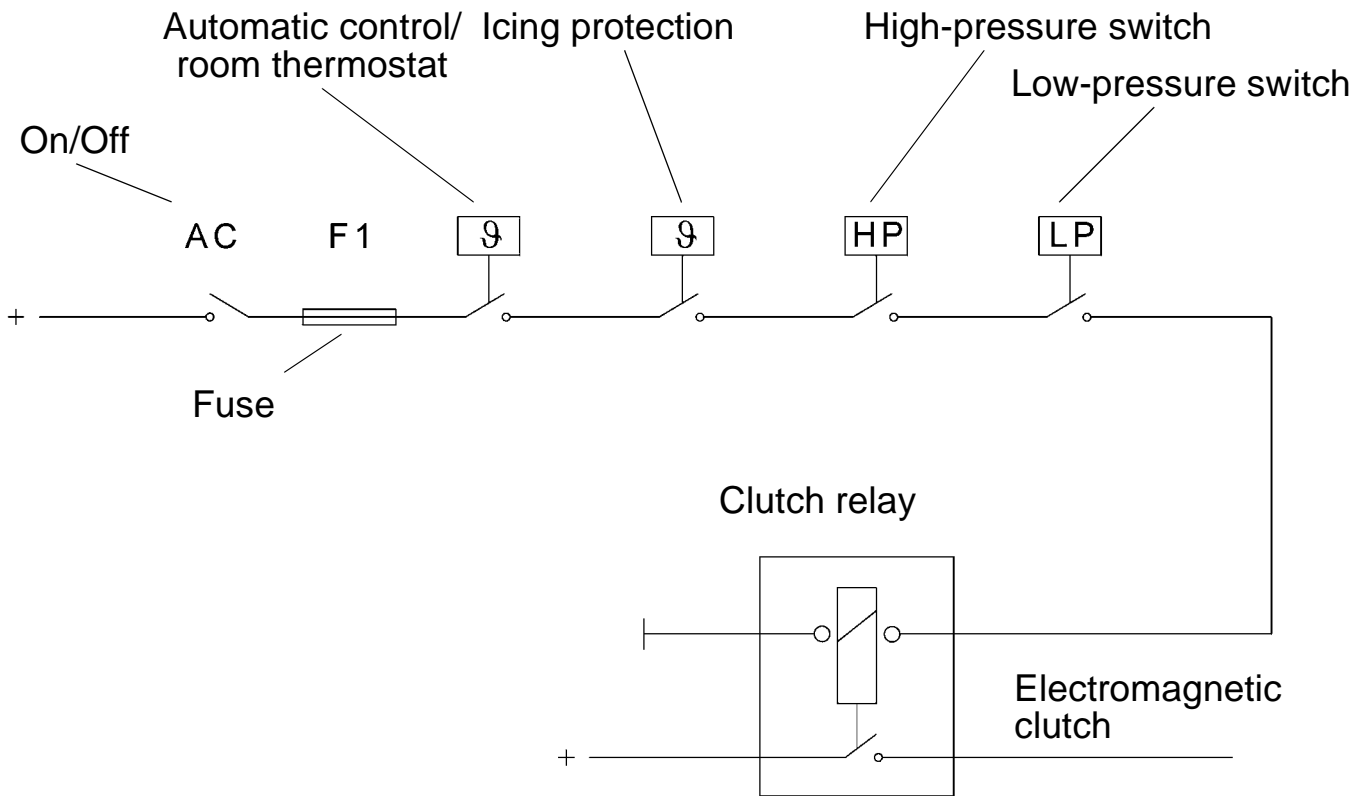 Automatic control/
room thermostat
Icing protection
High-pressure switch
Low-pressure switch
On/Off
AC
F1
ϑ
ϑ
HP
LP
+
Fuse
Clutch relay
Electromagnetic
clutch
+